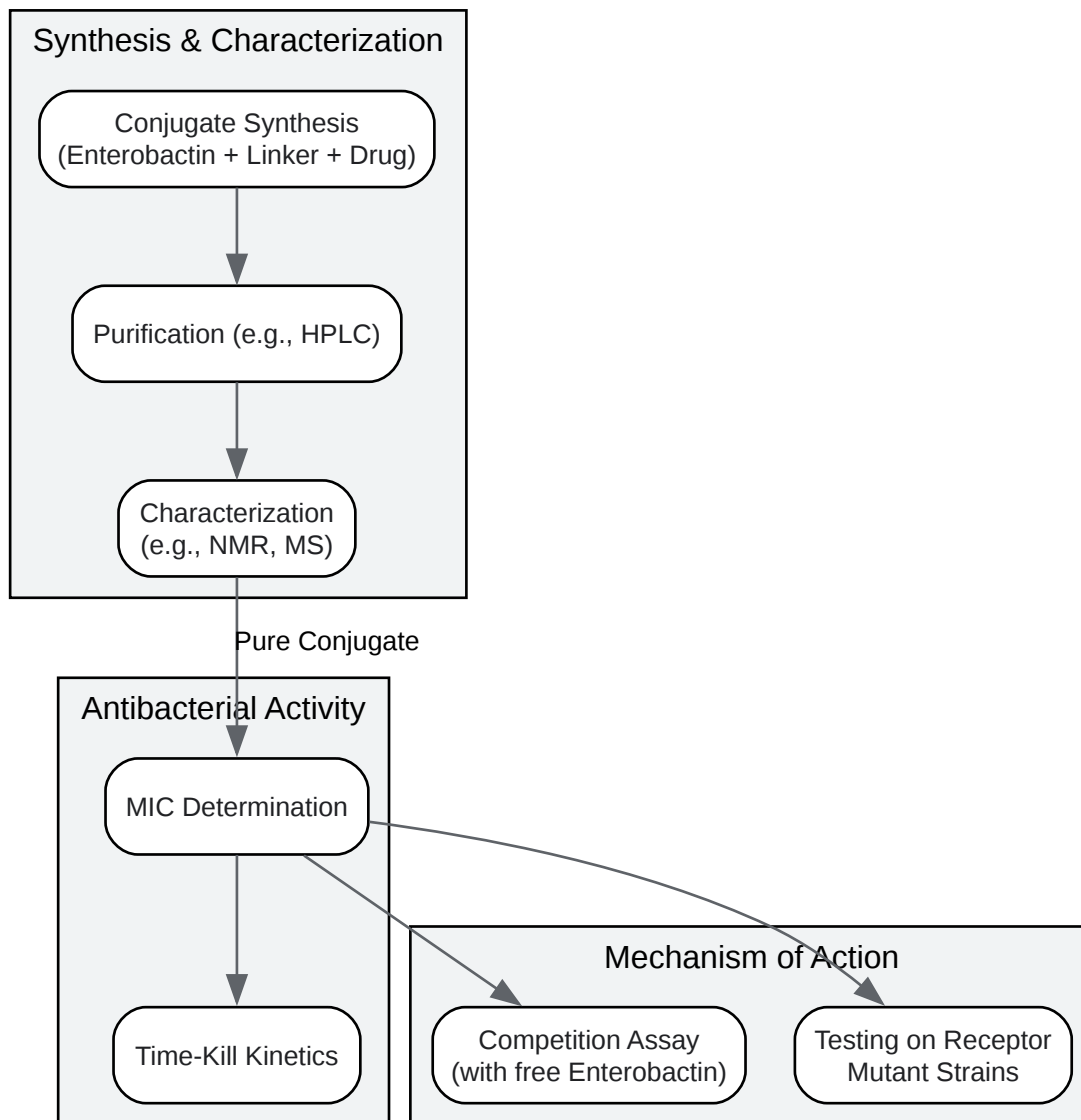 Synthesis & Characterization
Conjugate Synthesis
(Enterobactin + Linker + Drug)
Purification (e.g., HPLC)
Characterization
(e.g., NMR, MS)
Pure Conjugate
Antibacterial Activity
MIC Determination
Time-Kill Kinetics
Mechanism of Action
Competition Assay
(with free Enterobactin)
Testing on Receptor
Mutant Strains